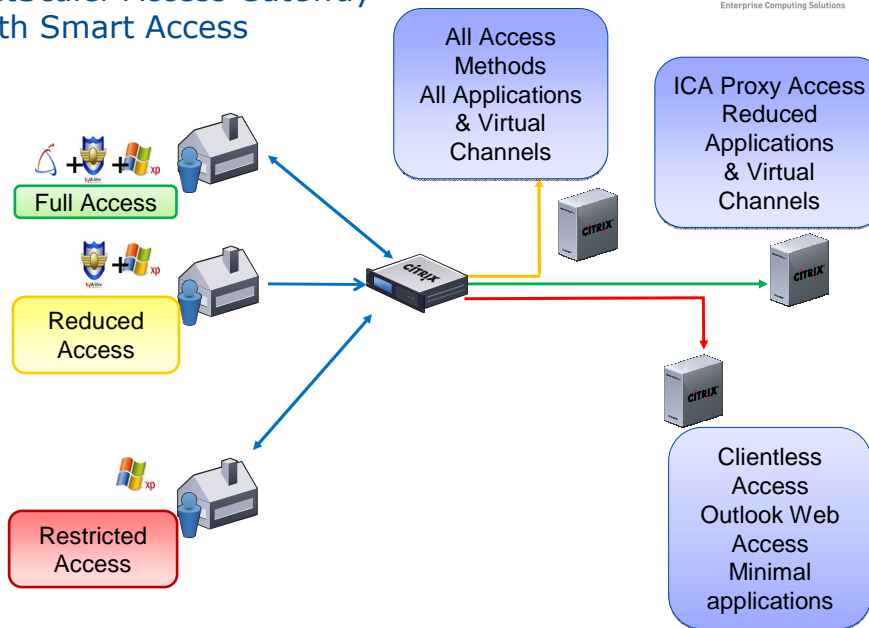 Enterprise Computing Solutions
Access Gateway
Smart Access
All Access
Methods
All Applications
& Virtual
Channels
ICA Proxy Access
Reduced
Applications
& Virtual
Channels
+ + xp
Full Access
+ xp
Reduced
Access
xp
Restricted
Access
CITRIX
CITRIX
CITRIX
CITRIX
Clientless
Access
Outlook Web
Access
Minimal
applications